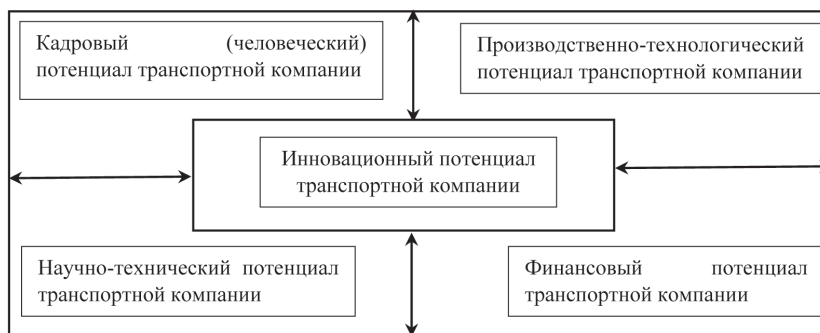 Кадровый (человеческий)
потенциал транспортной компании
Производственно-технологический
потенциал транспортной компании
Инновационный потенциал
транспортной компании
Научно-технический потенциал
транспортной компании
Финансовый потенциал
транспортной компании